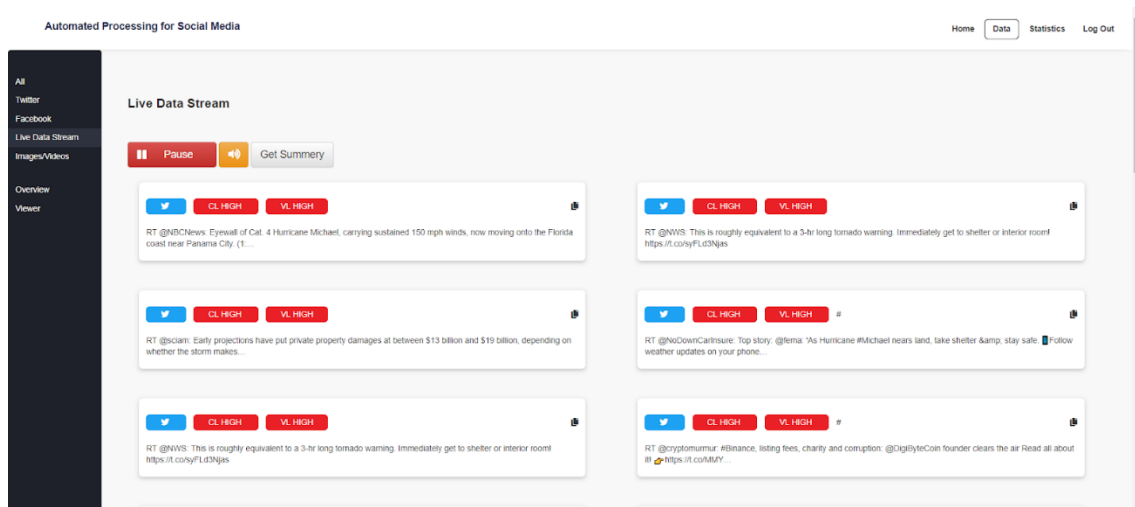 Automated Processing for Social Media
Home
Data
Statistics
Log Out
All
Twitter
Facebook
Live Data Stream
Images/Videos
Overview
Viewer
Live Data Stream
Pause
Get Summery
CL HIGH
VL HIGH
RT @NBCNews: Eyewall of Cat. 4 Hurricane Michael, carrying sustained 150 mph winds, now moving onto the Florida
coast near Panama City. (1:...
CL HIGH
VL HIGH
RT @NWS: This is roughly equivalent to a 3-hr long tornado warning. Immediately get to shelter or interior room!
https://t.co/syFLd3Njas
CL HIGH
VL HIGH
RT @sciam: Early projections have put private property damages at between $13 billion and $19 billion, depending on
whether the storm makes...
CL HIGH
VL HIGH
#
RT @NoDownCarInsure: Top story: @fema: 'As Hurricane #Michael nears land, take shelter &amp; stay safe. 📱Follow
weather updates on your phone...
CL HIGH
VL HIGH
RT @NWS: This is roughly equivalent to a 3-hr long tornado warning. Immediately get to shelter or interior room!
https://t.co/syFLd3Njas
CL HIGH
VL HIGH
#
RT @cryptomurmur: #Binance, listing fees, charity and corruption: @DigiByteCoin founder clears the air Read all about
it! 👉https://t.co/MMY...